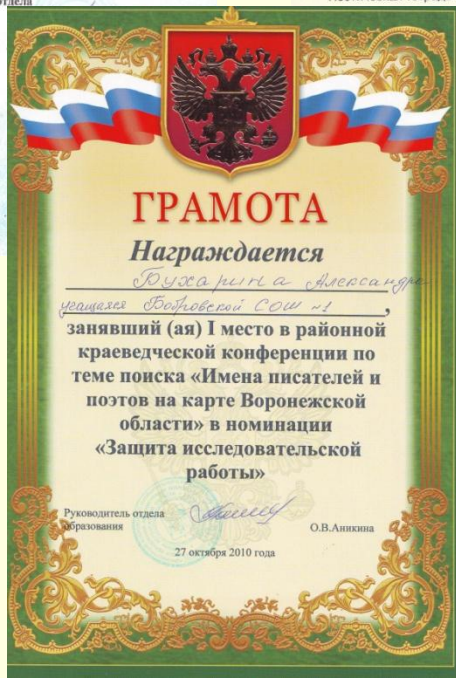 отдела
ГРАМОТА
Награждается
Бухарина Александра
учащаяся Бобровской СОШ №1,
занявший (ая) I место в районной
краеведческой конференции по
теме поиска «Имена писателей и
поэтов на карте Воронежской
области» в номинации
«Защита исследовательской
работы»
Руководитель отдела
образования
О.В.Аникина
27 октября 2010 года